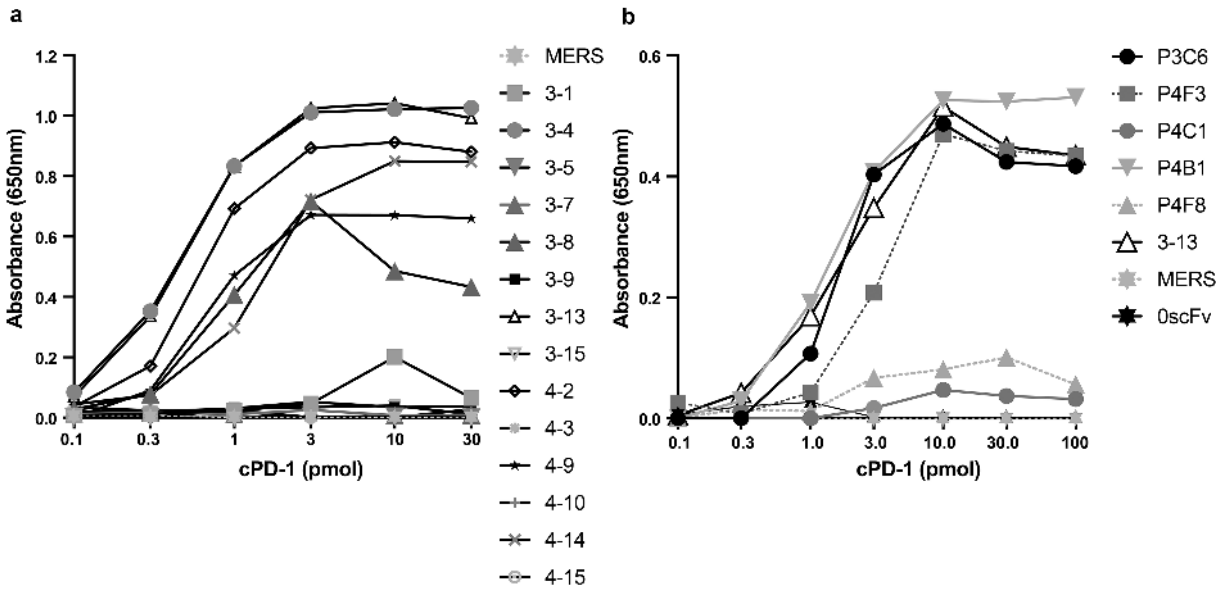 a
1.2
1.0
0.8
0.6
0.4
0.2
0.0
Absorbance (650nm)
0.1
0.3
1
3
10
30
cPD-1 (pmol)
MERS
3-1
3-4
3-5
3-7
3-8
3-9
3-13
3-15
4-2
4-3
4-9
4-10
4-14
4-15
b
0.6
0.4
0.2
0.0
Absorbance (650nm)
0.1
0.3
1.0
3.0
10.0
30.0
100
cPD-1 (pmol)
P3C6
P4F3
P4C1
P4B1
P4F8
3-13
MERS
0scFv